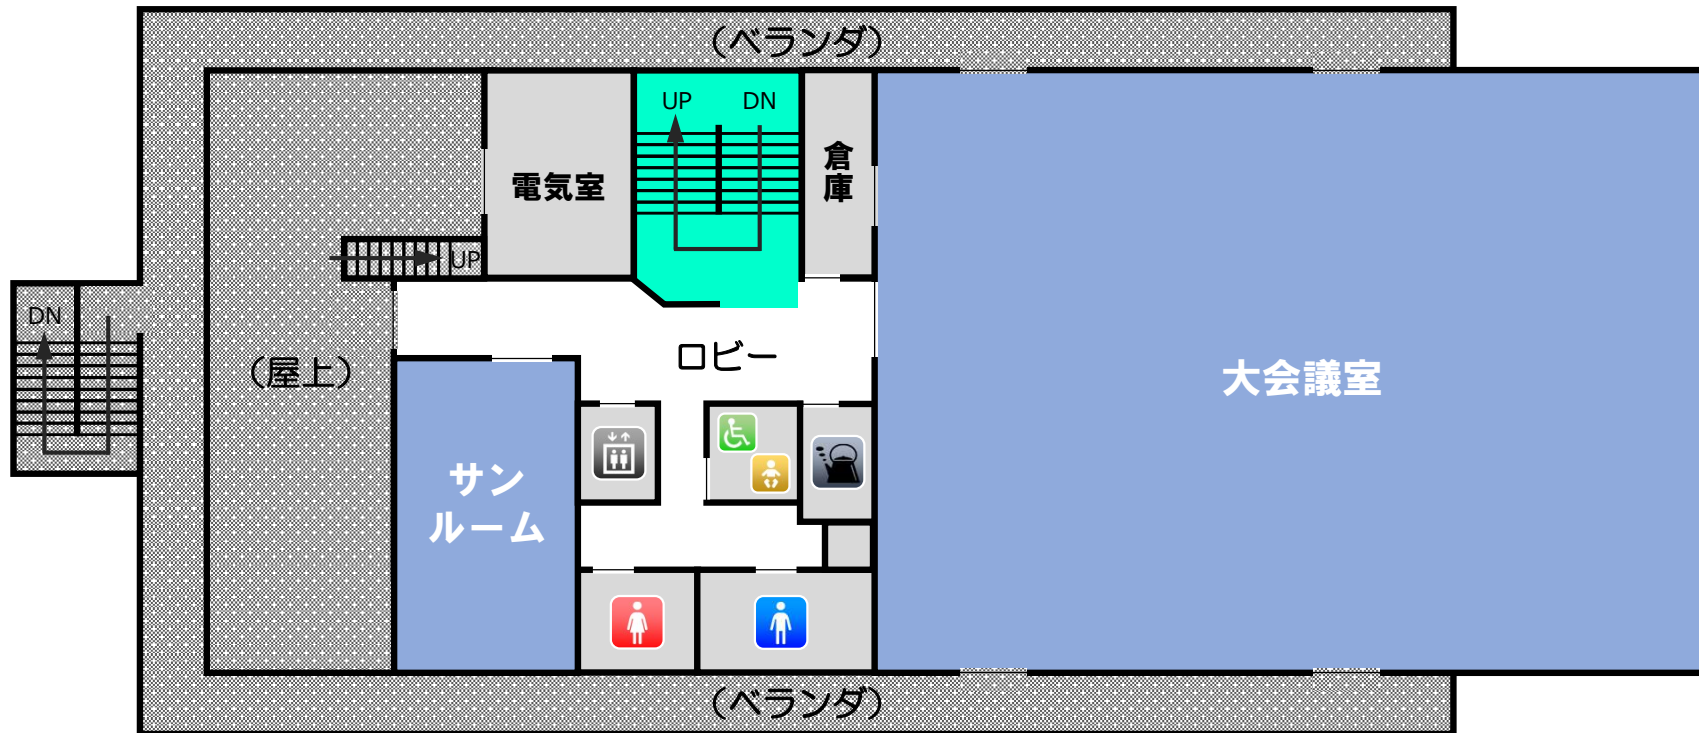 (ベランダ)
UP DN
倉庫
電気室
UP
DN
ロビー
(屋上)
大会議室
サン
ルーム
(ベランダ)